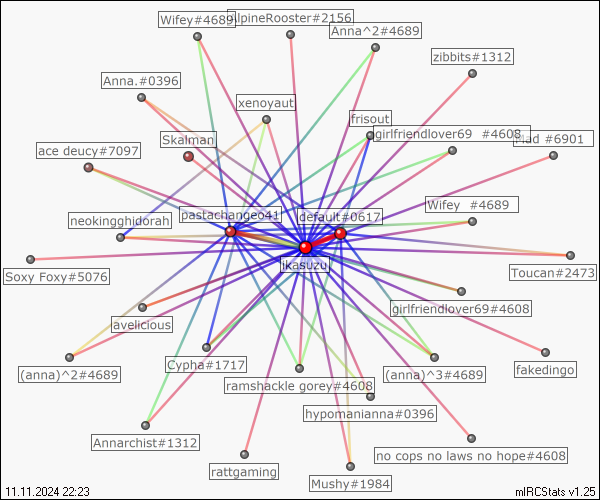 Wifey#4689
AlpineRooster#2156
Anna^2#4689
zibbits#1312
Anna.#0396
xenoyaut
frisout
girlfriendlover69 #4608
#6901
Skalman
ace deucy#7097
Wifey #4689
pastachangeo41
default#0617
neokingghidorah
ikasuzu
Soxy Foxy#5076
Toucan#2473
girlfriendlover69#4608
avelicious
Cypha#1717
(anna)^2#4689
ramshackle gorey#4608
(anna)^3#4689
fakedingo
hypomanianna#0396
Annarchist#1312
rattgaming
no cops no laws no hope#4608
Mushy#1984
11.11.2024 22:23
mIRCStats v1.25